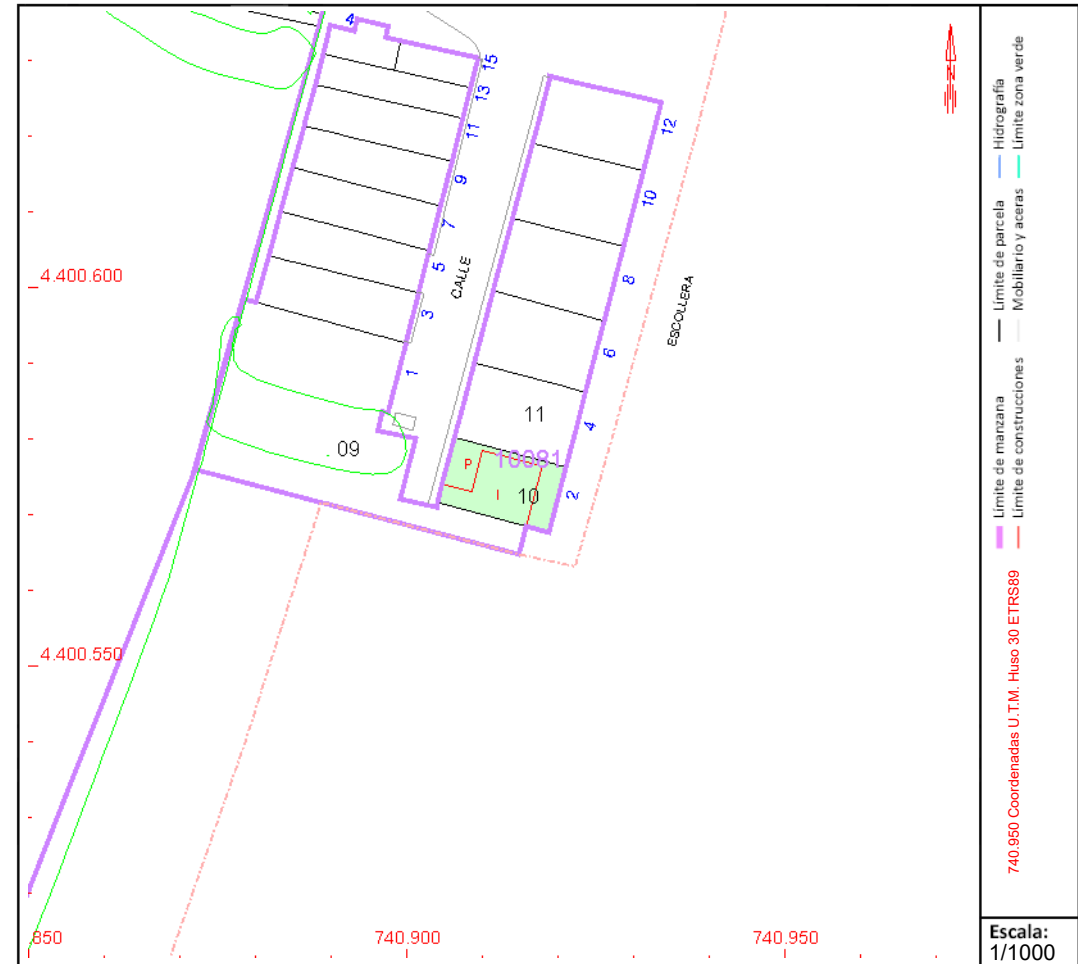 4
15
13
11
9
7
5
3
1
CALLE
12
10
8
6
4
2
ESCOLLERA
4.400.600
4.400.550
09
11
10081
P
I
10
850
740.900
740.950
N
Límite de manzana
Límite de parcela
Hidrografía
Límite de construcciones
Mobiliario y aceras
Límite zona verde
740.950 Coordenadas U.T.M. Huso 30 ETRS89
Escala:
1/1000